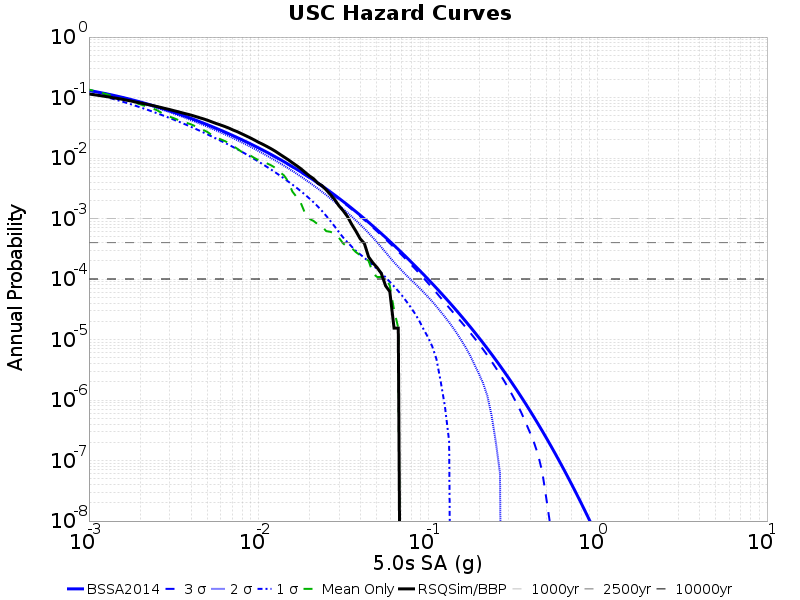 USC Hazard Curves
Annual Probability
10^0
10^-1
10^-2
10^-3
10^-4
10^-5
10^-6
10^-7
10^-8
10^-3 10^-2 10^-1 10^0 10^1
5.0s SA (g)
BSSA2014 3 σ 2 σ 1 σ Mean Only RSQSim/BBP 1000yr 2500yr 10000yr